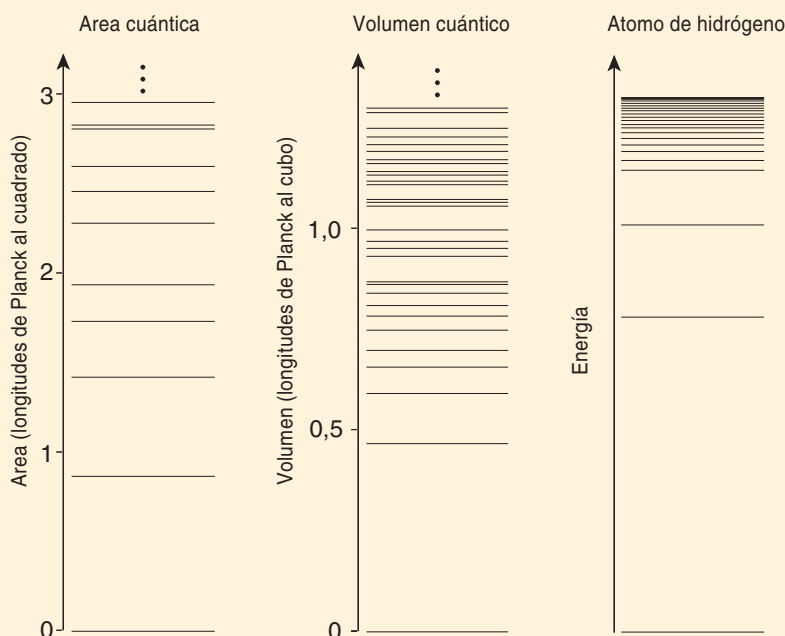 Area cuántica
Area (longitudes de Planck al cuadrado)
3
2
1
0
Volumen cuántico
Volumen (longitudes de Planck al cubo)
1,0
0,5
0
Atomo de hidrógeno
Energía